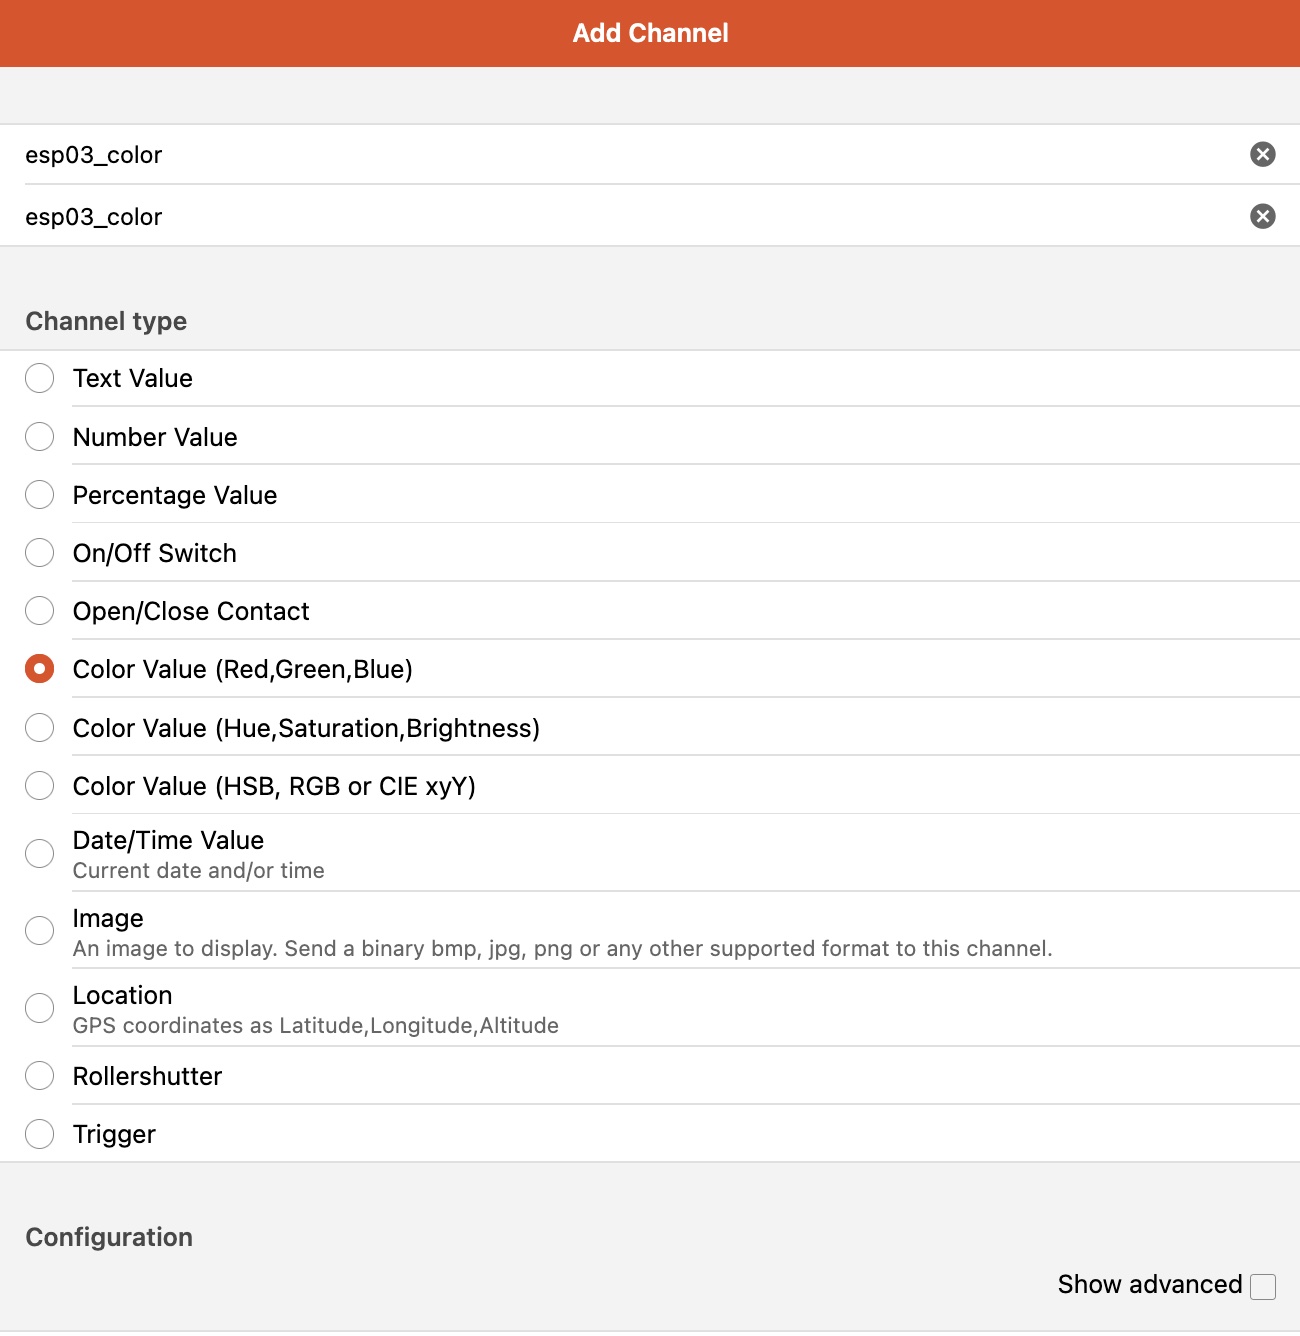 Add Channel
esp03_color
esp03_color
Channel type
Text Value
Number Value
Percentage Value
On/Off Switch
Open/Close Contact
Color Value (Red,Green,Blue)
Color Value (Hue,Saturation,Brightness)
Color Value (HSB, RGB or CIE xyY)
Date/Time Value
Current date and/or time
Image
An image to display. Send a binary bmp, jpg, png or any other supported format to this channel.
Location
GPS coordinates as Latitude,Longitude,Altitude
Rollershutter
Trigger
Configuration
Show advanced